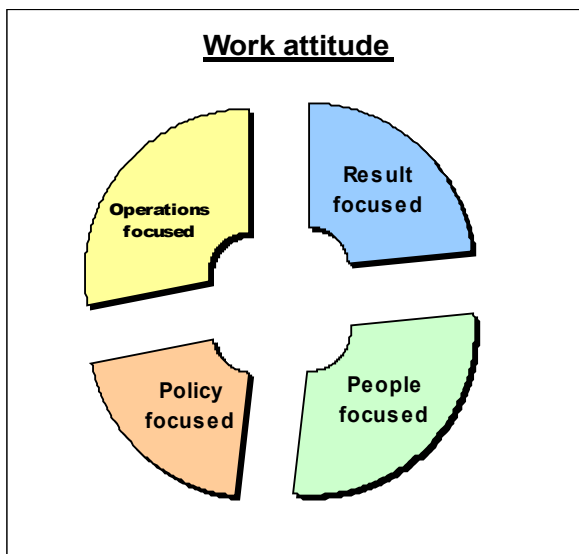 Work attitude
Operations
focused
Result
focused
Policy
focused
People
focused